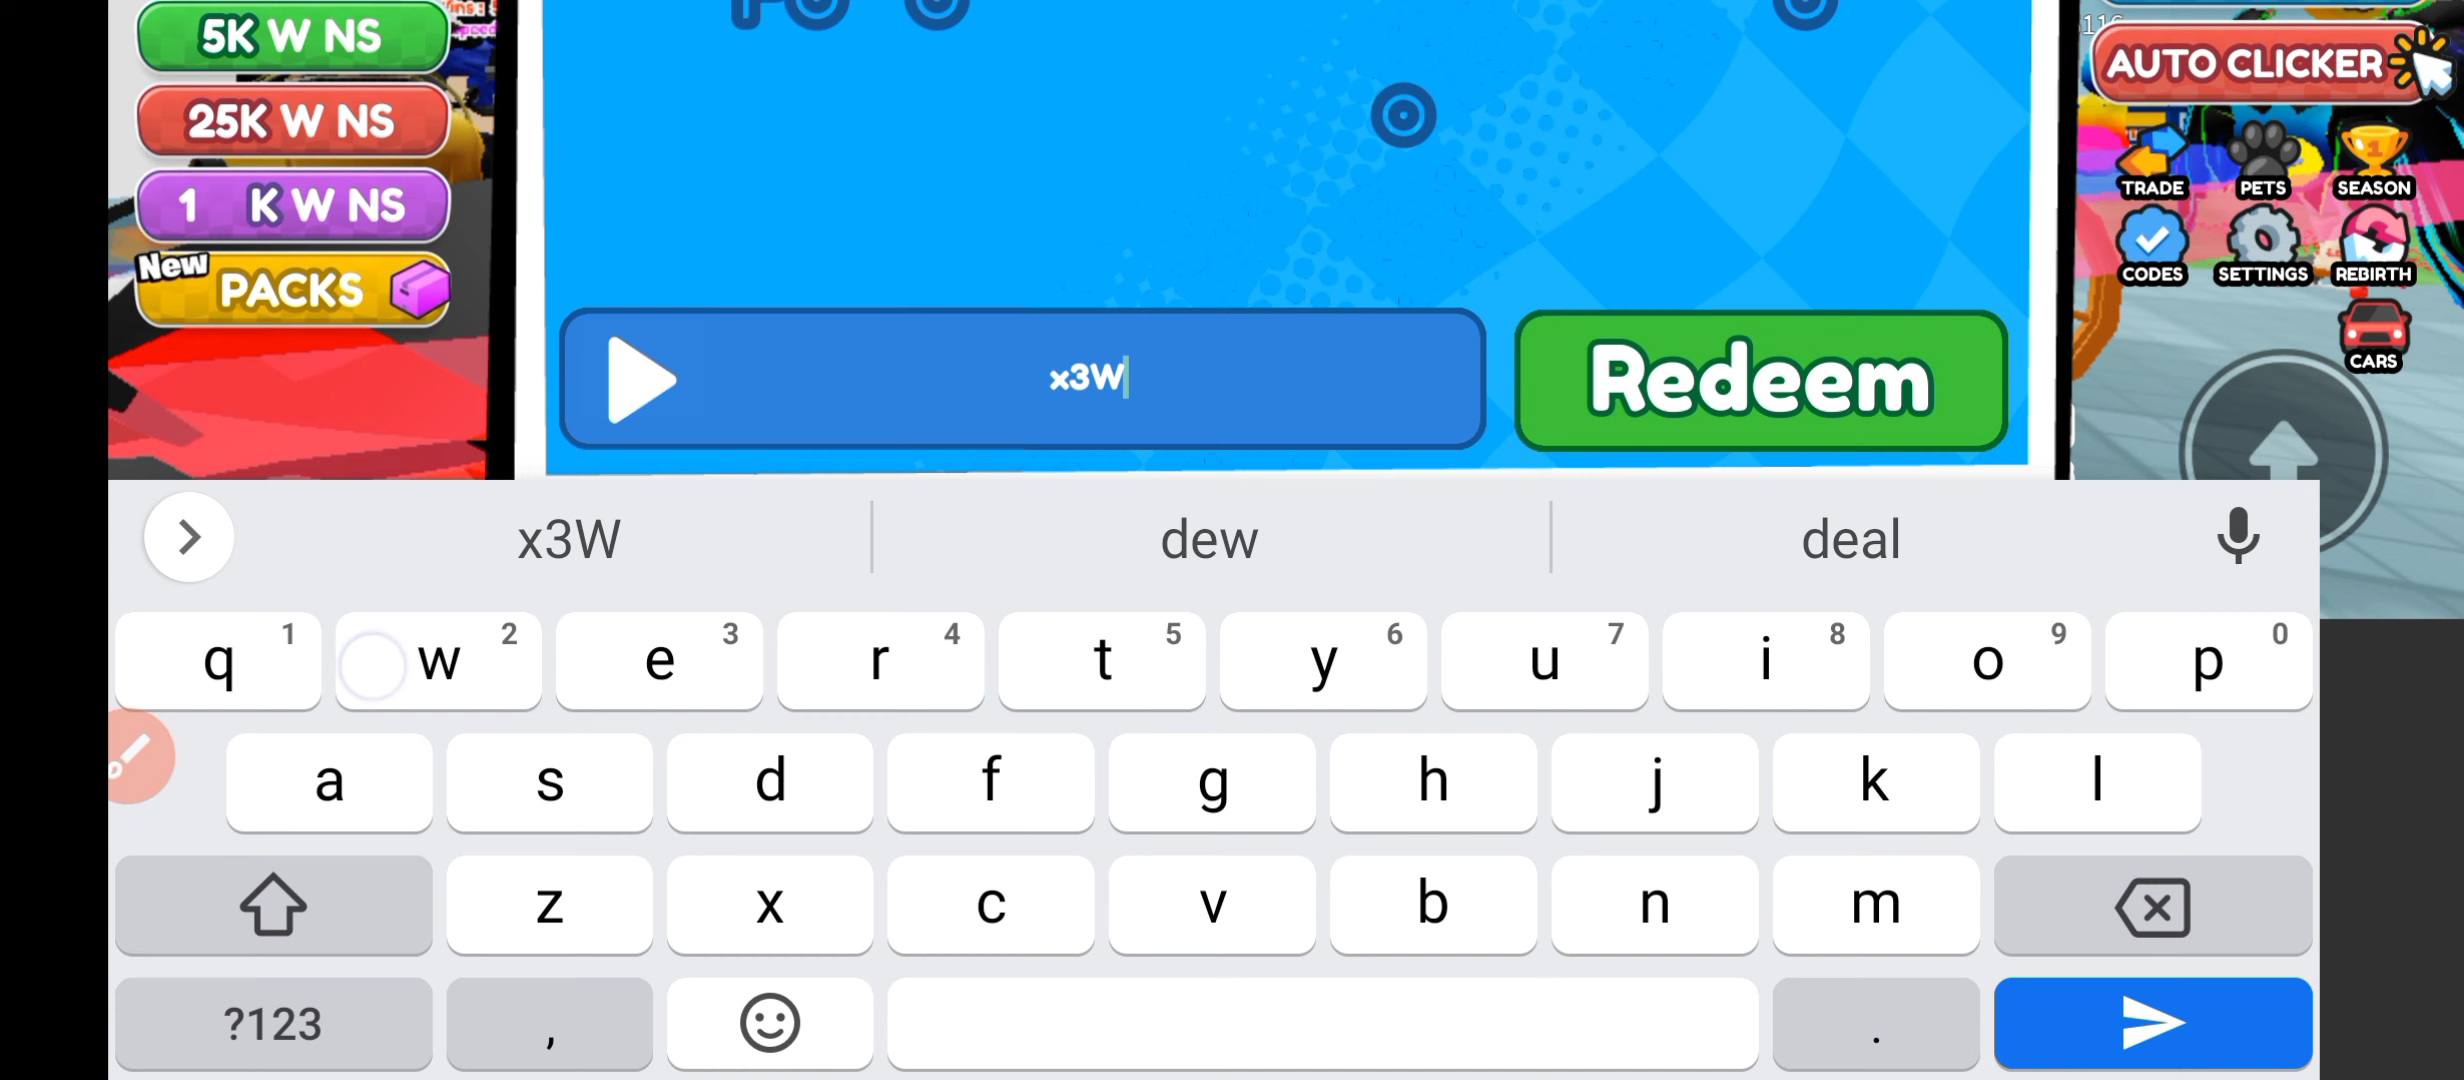 5K W NS
25K W NS
1 K W NS
New
PACKS
x3W
Redeem
AUTO CLICKER
TRADE PETS SEASON
CODES SETTINGS REBIRTH
CARS
x3W dew deal
q 1 w 2 e 3 r 4 t 5 y 6 u 7 i 8 o 9 p 0
a s d f g h j k l
z x c v b n m
?123 , .